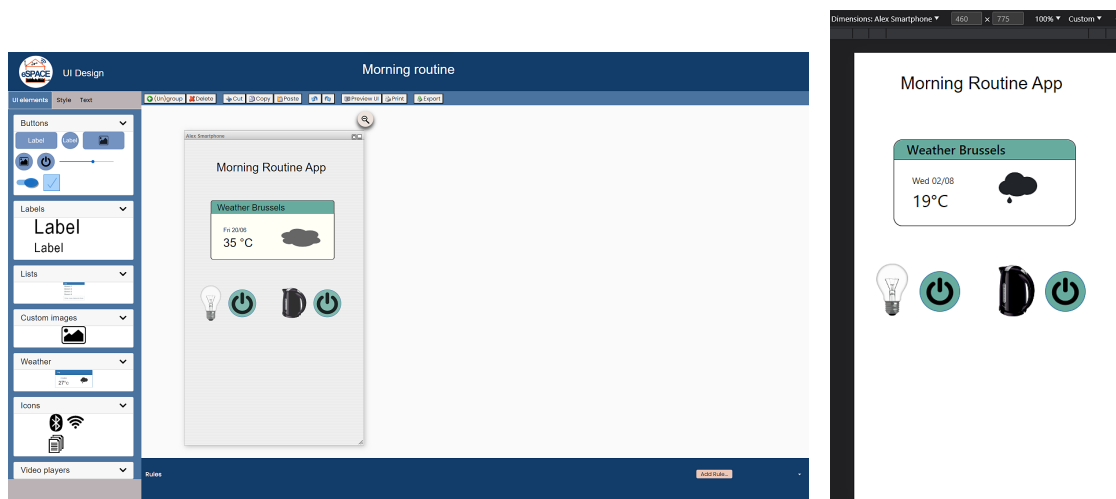 eSPACE
UI Design
Morning routine
UI elements Style Text
(Un)group Delete Cut Copy Paste Preview UI Print Export
Buttons
Label Label
Labels
Label
Label
Lists
Custom images
Weather
27°c
Icons
Video players
Alex Smartphone
Morning Routine App
Weather Brussels
Fri 20/06
35 °C
Rules
Add Rule...
Dimensions: Alex Smartphone ▼ 460 × 775 100% ▼ Custom ▼
Morning Routine App
Weather Brussels
Wed 02/08
19°C